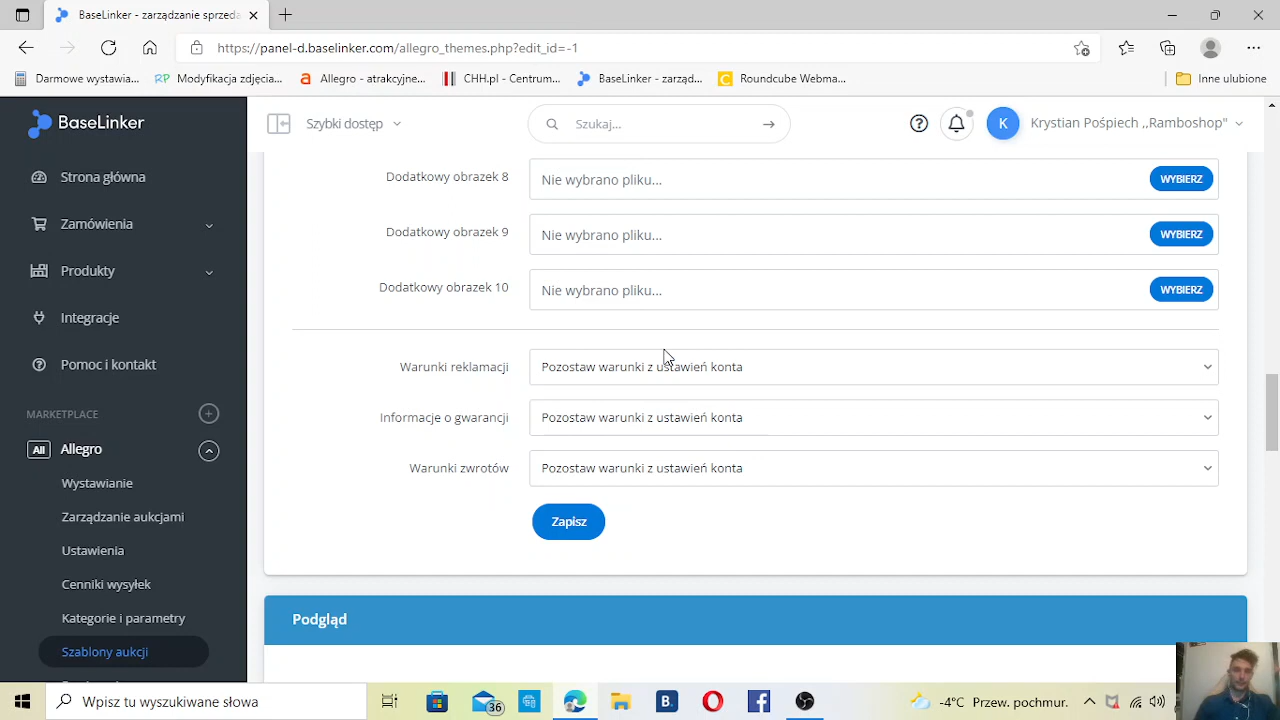 BaseLinker - zarządzanie sprzeda
https://panel-d.baselinker.com/allegro_themes.php?edit_id=-1
Darmowe wystawia...
Modyfikacja zdjęcia...
Allegro - atrakcyjne...
CHH.pl - Centrum...
BaseLinker - zarząd...
Roundcube Webma...
Inne ulubione
BaseLinker
Szybki dostęp
Szukaj...
K
Krystian Pośpiech ,,Ramboshop"
Strona główna
Zamówienia
Produkty
Integracje
Pomoc i kontakt
MARKETPLACE
All Allegro
Wystawianie
Zarządzanie aukcjami
Ustawienia
Cenniki wysyłek
Kategorie i parametry
Szablony aukcji
Dodatkowy obrazek 8 Nie wybrano pliku... WYBIERZ
Dodatkowy obrazek 9 Nie wybrano pliku... WYBIERZ
Dodatkowy obrazek 10 Nie wybrano pliku... WYBIERZ
Warunki reklamacji Pozostaw warunki z ustawień konta
Informacje o gwarancji Pozostaw warunki z ustawień konta
Warunki zwrotów Pozostaw warunki z ustawień konta
Zapisz
Podgląd
Wpisz tu wyszukiwane słowa
36
B.
-4°C Przew. pochmur.